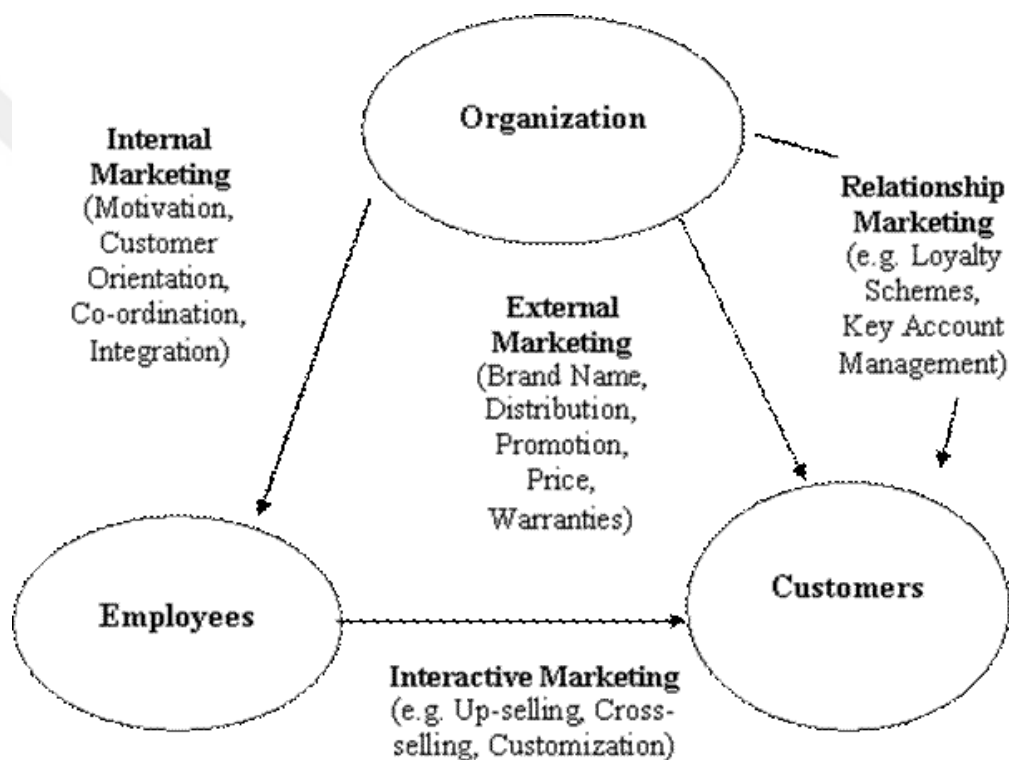 Organization
Internal
Marketing
(Motivation,
Customer
Orientation,
Co-ordination,
Integration)
Relationship
Marketing
(e.g. Loyalty
Schemes,
Key Account
Management)
External
Marketing
(Brand Name,
Distribution,
Promotion,
Price,
Warranties)
Employees
Customers
Interactive Marketing
(e.g. Up-selling, Cross-
selling, Customization)